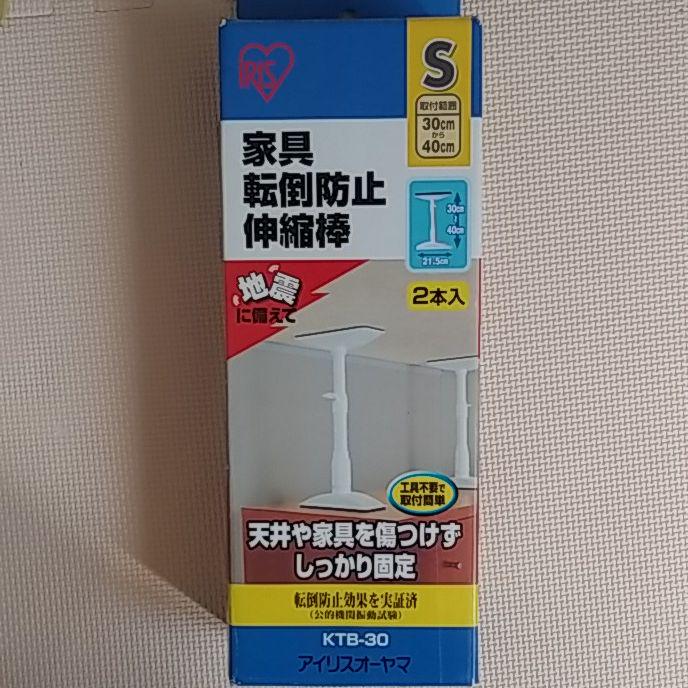 IRIS
S
取付範囲
30cm
から
40cm
家具
転倒防止
伸縮棒
30cm
~
40cm
21.5cm
2本入
地震
に備えて
工具不要で
取付簡単
天井や家具を傷つけず
しっかり固定
転倒防止効果を実証済
(公的機関振動試験)
KTB-30
アイリスオーヤマ